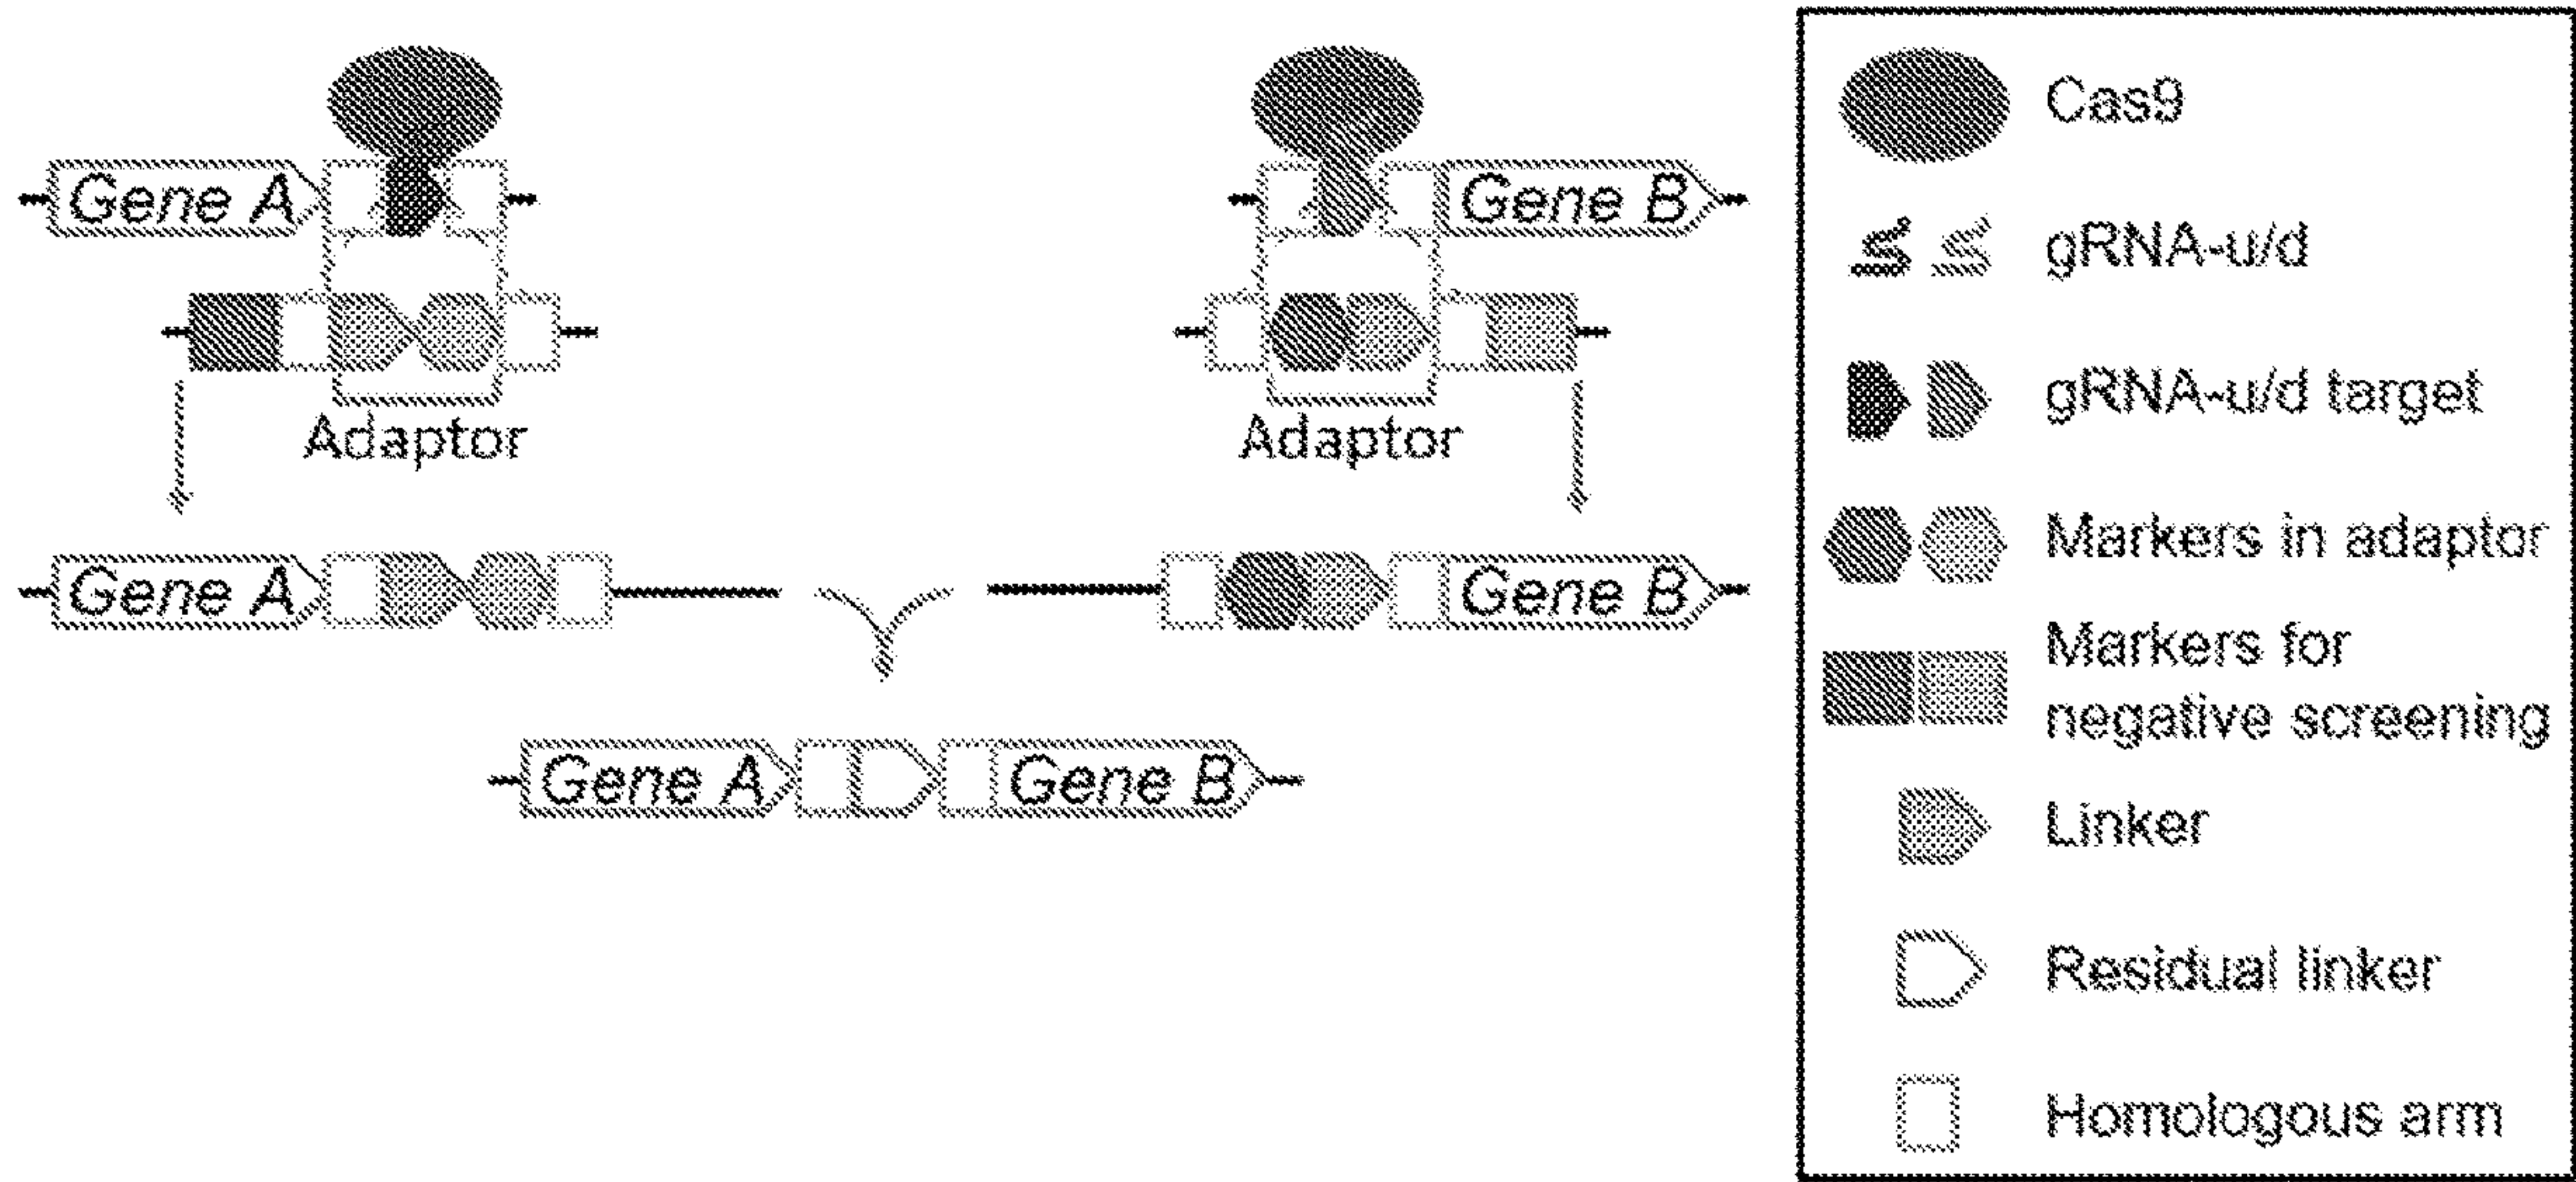 Gene A
Gene B
Adaptor
Adaptor
Gene A
Gene B
Gene A
Gene B
Cas9
gRNA-u/d
gRNA-u/d target
Markers in adaptor
Markers for
negative screening
Linker
Residual linker
Homologous arm